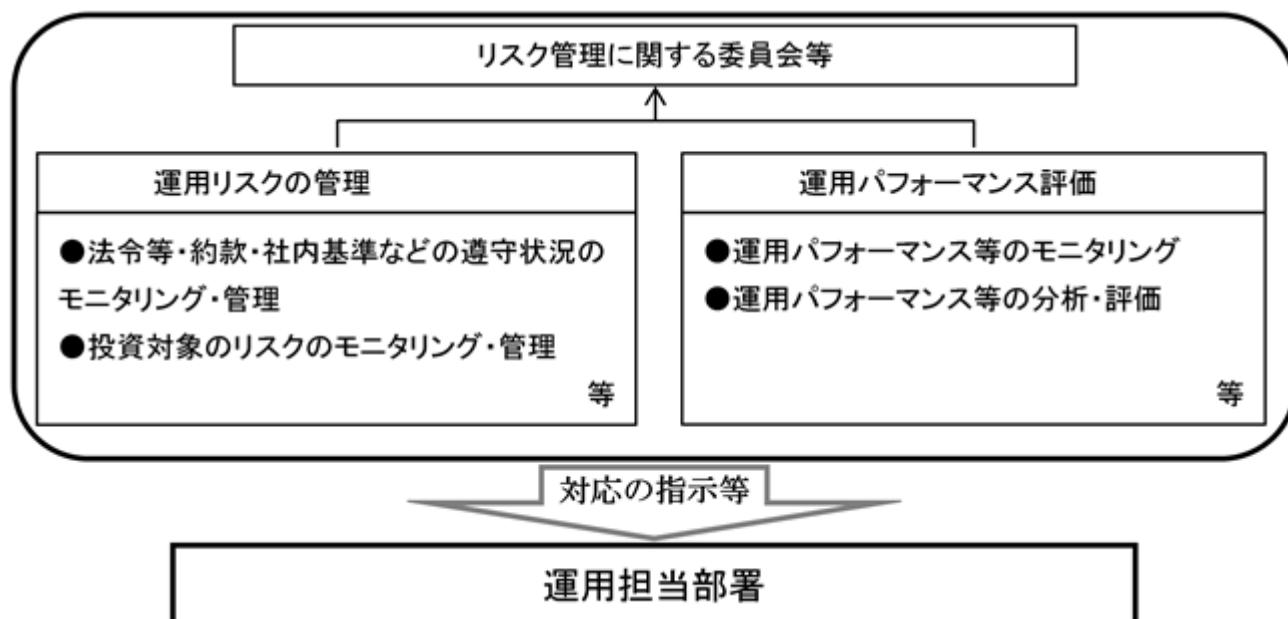 リスク管理に関する委員会等
運用リスクの管理
●法令等・約款・社内基準などの遵守状況の
モニタリング・管理
●投資対象のリスクのモニタリング・管理
等
運用パフォーマンス評価
●運用パフォーマンス等のモニタリング
●運用パフォーマンス等の分析・評価
等
対応の指示等
運用担当部署